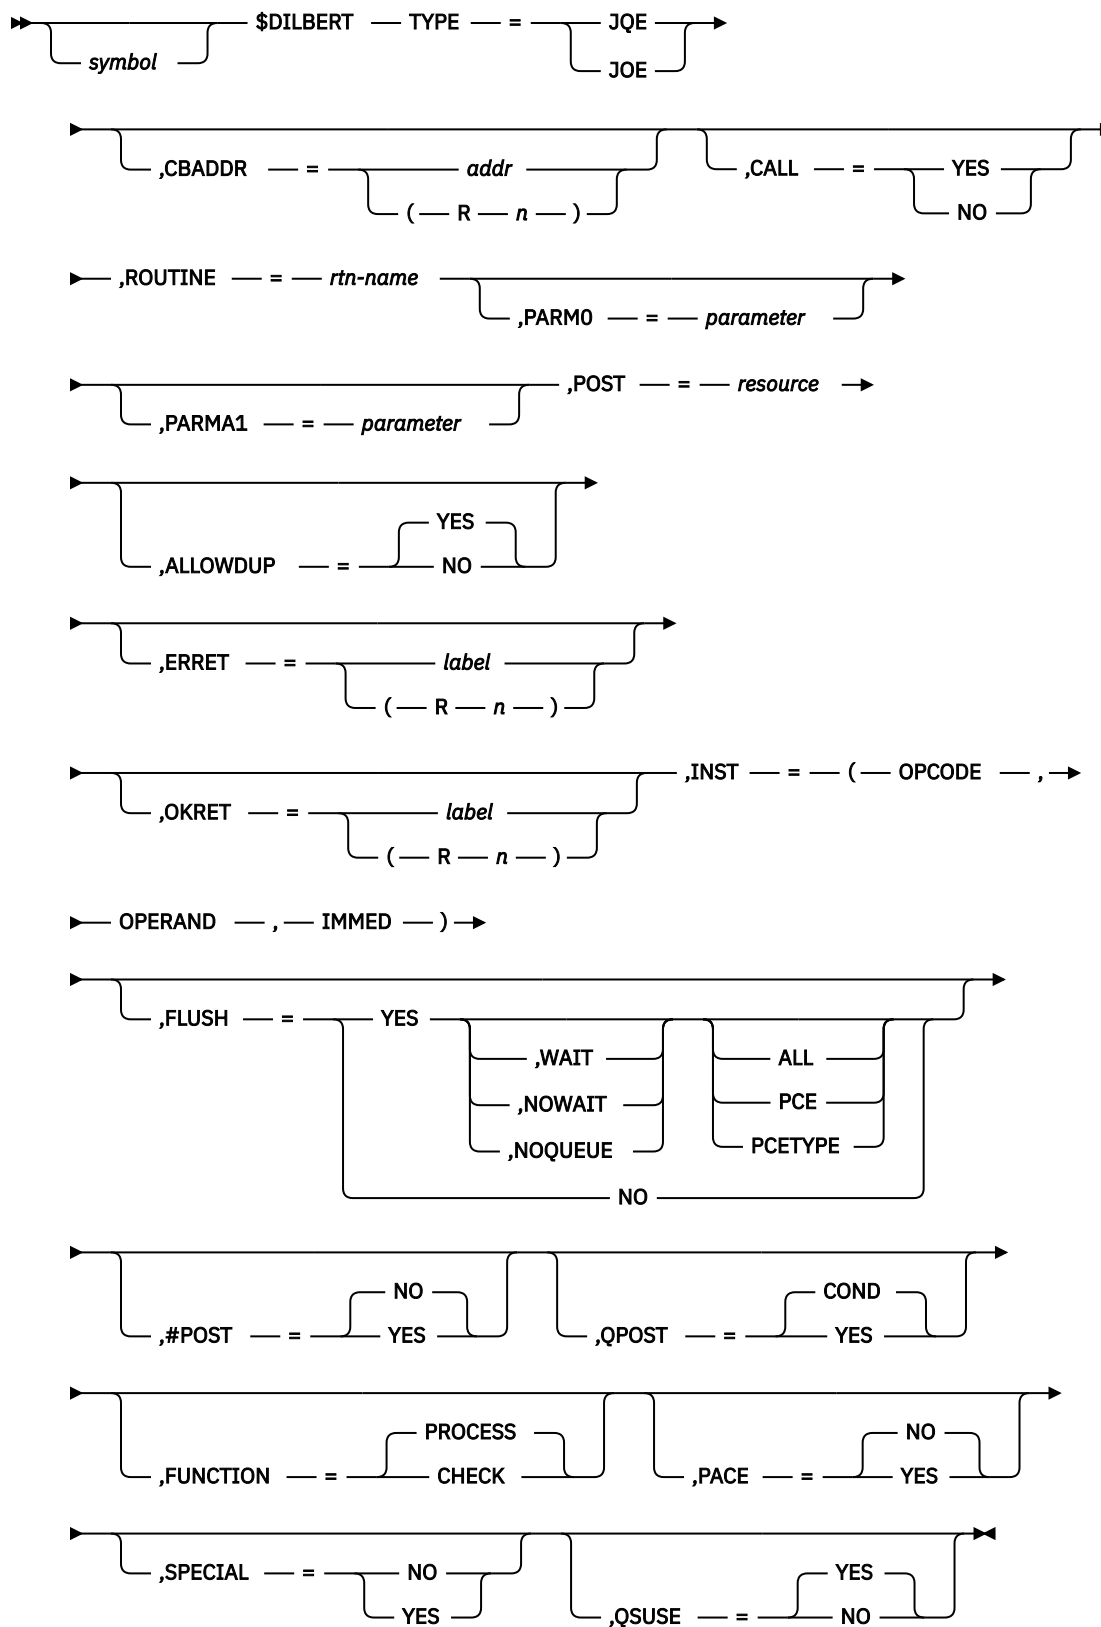 $DILBERT TYPE = JQE
symbol
JOE
,CBADDR = addr ,CALL = YES
( R n ) NO
,ROUTINE = rtn-name
,PARM0 = parameter
,POST = resource
,PARMA1 = parameter
YES
,ALLOWDUP = NO
,ERRET = label
( R n )
,INST = ( OPCODE ,
,OKRET = label
( R n )
OPERAND , IMMED )
,FLUSH = YES
,WAIT ALL
,NOWAIT PCE
,NOQUEUE PCETYPE
NO
NO COND
,#POST = YES ,QPOST = YES
PROCESS NO
,FUNCTION = CHECK ,PACE = YES
,SPECIAL = NO YES
YES ,QSUSE = NO